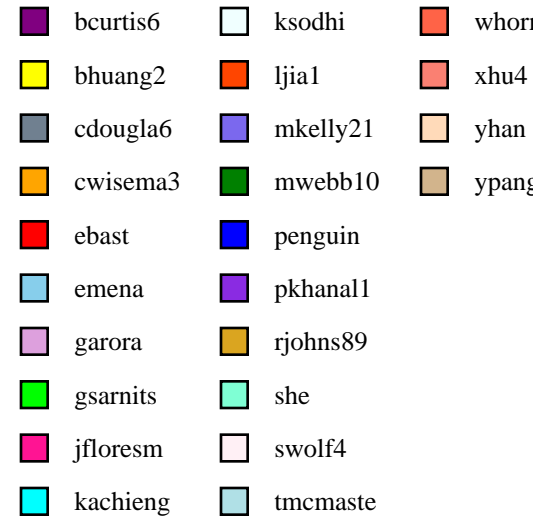 bcurtis6
bhuang2
cdougla6
cwisema3
ebast
emena
garora
gsarnits
jfloresm
kachieng
ksodhi
ljia1
mkelly21
mwebb10
penguin
pkhanal1
rjohns89
she
swolf4
tmcmaste
xhu4
yhan